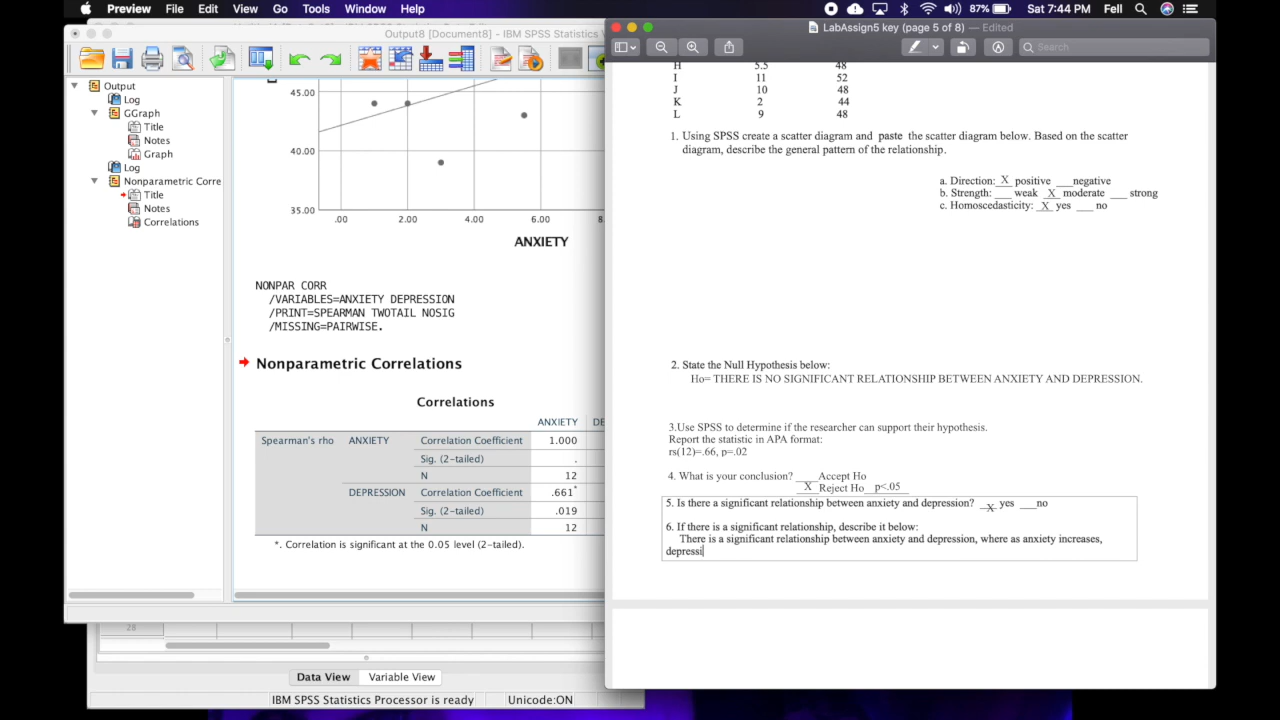 Preview File Edit View Go Tools Window Help 87% Sat 7:44 PM Fell
Output8 [Document8] - IBM SPSS Statistics
Output
Log
GGraph
Title
Notes
Graph
Log
Nonparametric Corre
Title
Notes
Correlations
45.00
40.00
35.00
.00 2.00 4.00 6.00 8.
ANXIETY
NONPAR CORR
/VARIABLES=ANXIETY DEPRESSION
/PRINT=SPEARMAN TWOTAIL NOSIG
/MISSING=PAIRWISE.
Nonparametric Correlations
Correlations
ANXIETY DE
Spearman's rho ANXIETY Correlation Coefficient 1.000
Sig. (2-tailed) .
N 12
DEPRESSION Correlation Coefficient .661*
Sig. (2-tailed) .019
N 12
*. Correlation is significant at the 0.05 level (2-tailed).
28
Data View Variable View
IBM SPSS Statistics Processor is ready Unicode:ON
LabAssign5 key (page 5 of 8) — Edited
Search
H 5.5 48
I 11 52
J 10 48
K 2 44
L 9 48
1. Using SPSS create a scatter diagram and paste the scatter diagram below. Based on the scatter
diagram, describe the general pattern of the relationship.
a. Direction: X positive ___negative
b. Strength: ___ weak X moderate ___ strong
c. Homoscedasticity: X yes ___ no
2. State the Null Hypothesis below:
Ho= THERE IS NO SIGNIFICANT RELATIONSHIP BETWEEN ANXIETY AND DEPRESSION.
3.Use SPSS to determine if the researcher can support their hypothesis.
Report the statistic in APA format:
rs(12)=.66, p=.02
4. What is your conclusion? ____Accept Ho
X Reject Ho p<.05
5. Is there a significant relationship between anxiety and depression? X yes ___no
6. If there is a significant relationship, describe it below:
There is a significant relationship between anxiety and depression, where as anxiety increases,
depressi